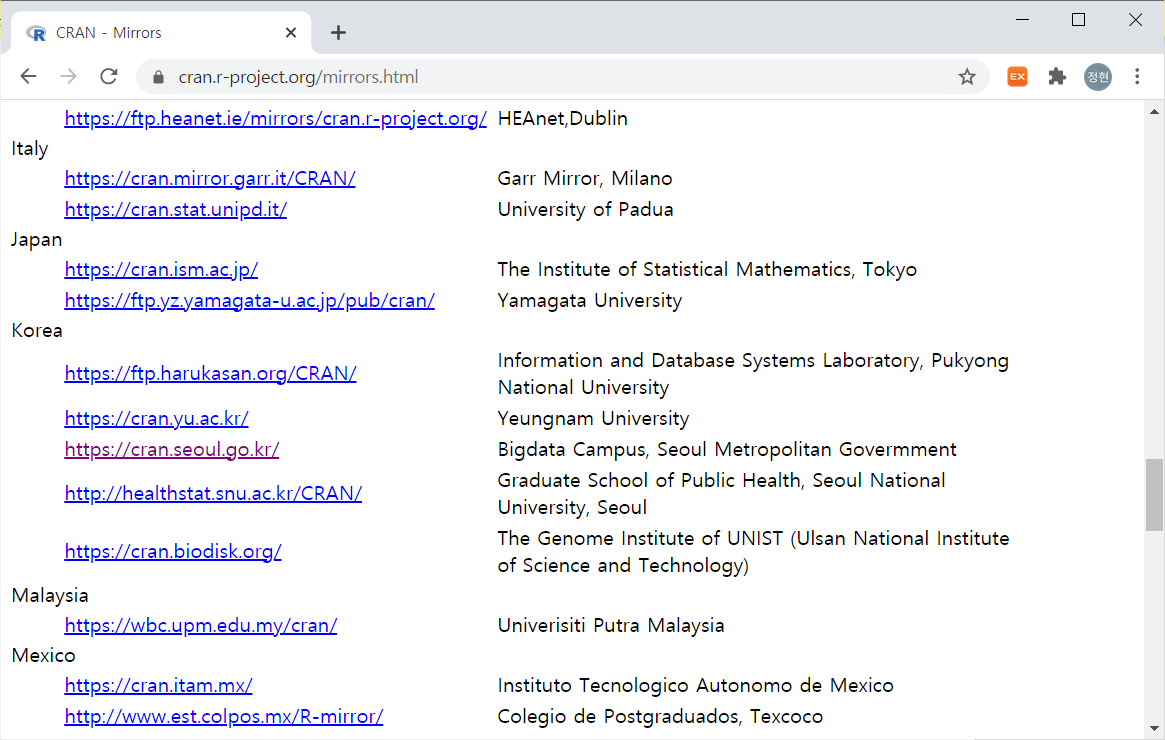 CRAN - Mirrors
cran.r-project.org/mirrors.html
EX
정현
https://ftp.heanet.ie/mirrors/cran.r-project.org/ HEAnet,Dublin
Italy
https://cran.mirror.garr.it/CRAN/ Garr Mirror, Milano
https://cran.stat.unipd.it/ University of Padua
Japan
https://cran.ism.ac.jp/ The Institute of Statistical Mathematics, Tokyo
https://ftp.yz.yamagata-u.ac.jp/pub/cran/ Yamagata University
Korea
https://ftp.harukasan.org/CRAN/ Information and Database Systems Laboratory, Pukyong
National University
https://cran.yu.ac.kr/ Yeungnam University
https://cran.seoul.go.kr/ Bigdata Campus, Seoul Metropolitan Govermment
http://healthstat.snu.ac.kr/CRAN/ Graduate School of Public Health, Seoul National
University, Seoul
https://cran.biodisk.org/ The Genome Institute of UNIST (Ulsan National Institute
of Science and Technology)
Malaysia
https://wbc.upm.edu.my/cran/ Univerisiti Putra Malaysia
Mexico
https://cran.itam.mx/ Instituto Tecnologico Autonomo de Mexico
http://www.est.colpos.mx/R-mirror/ Colegio de Postgraduados, Texcoco